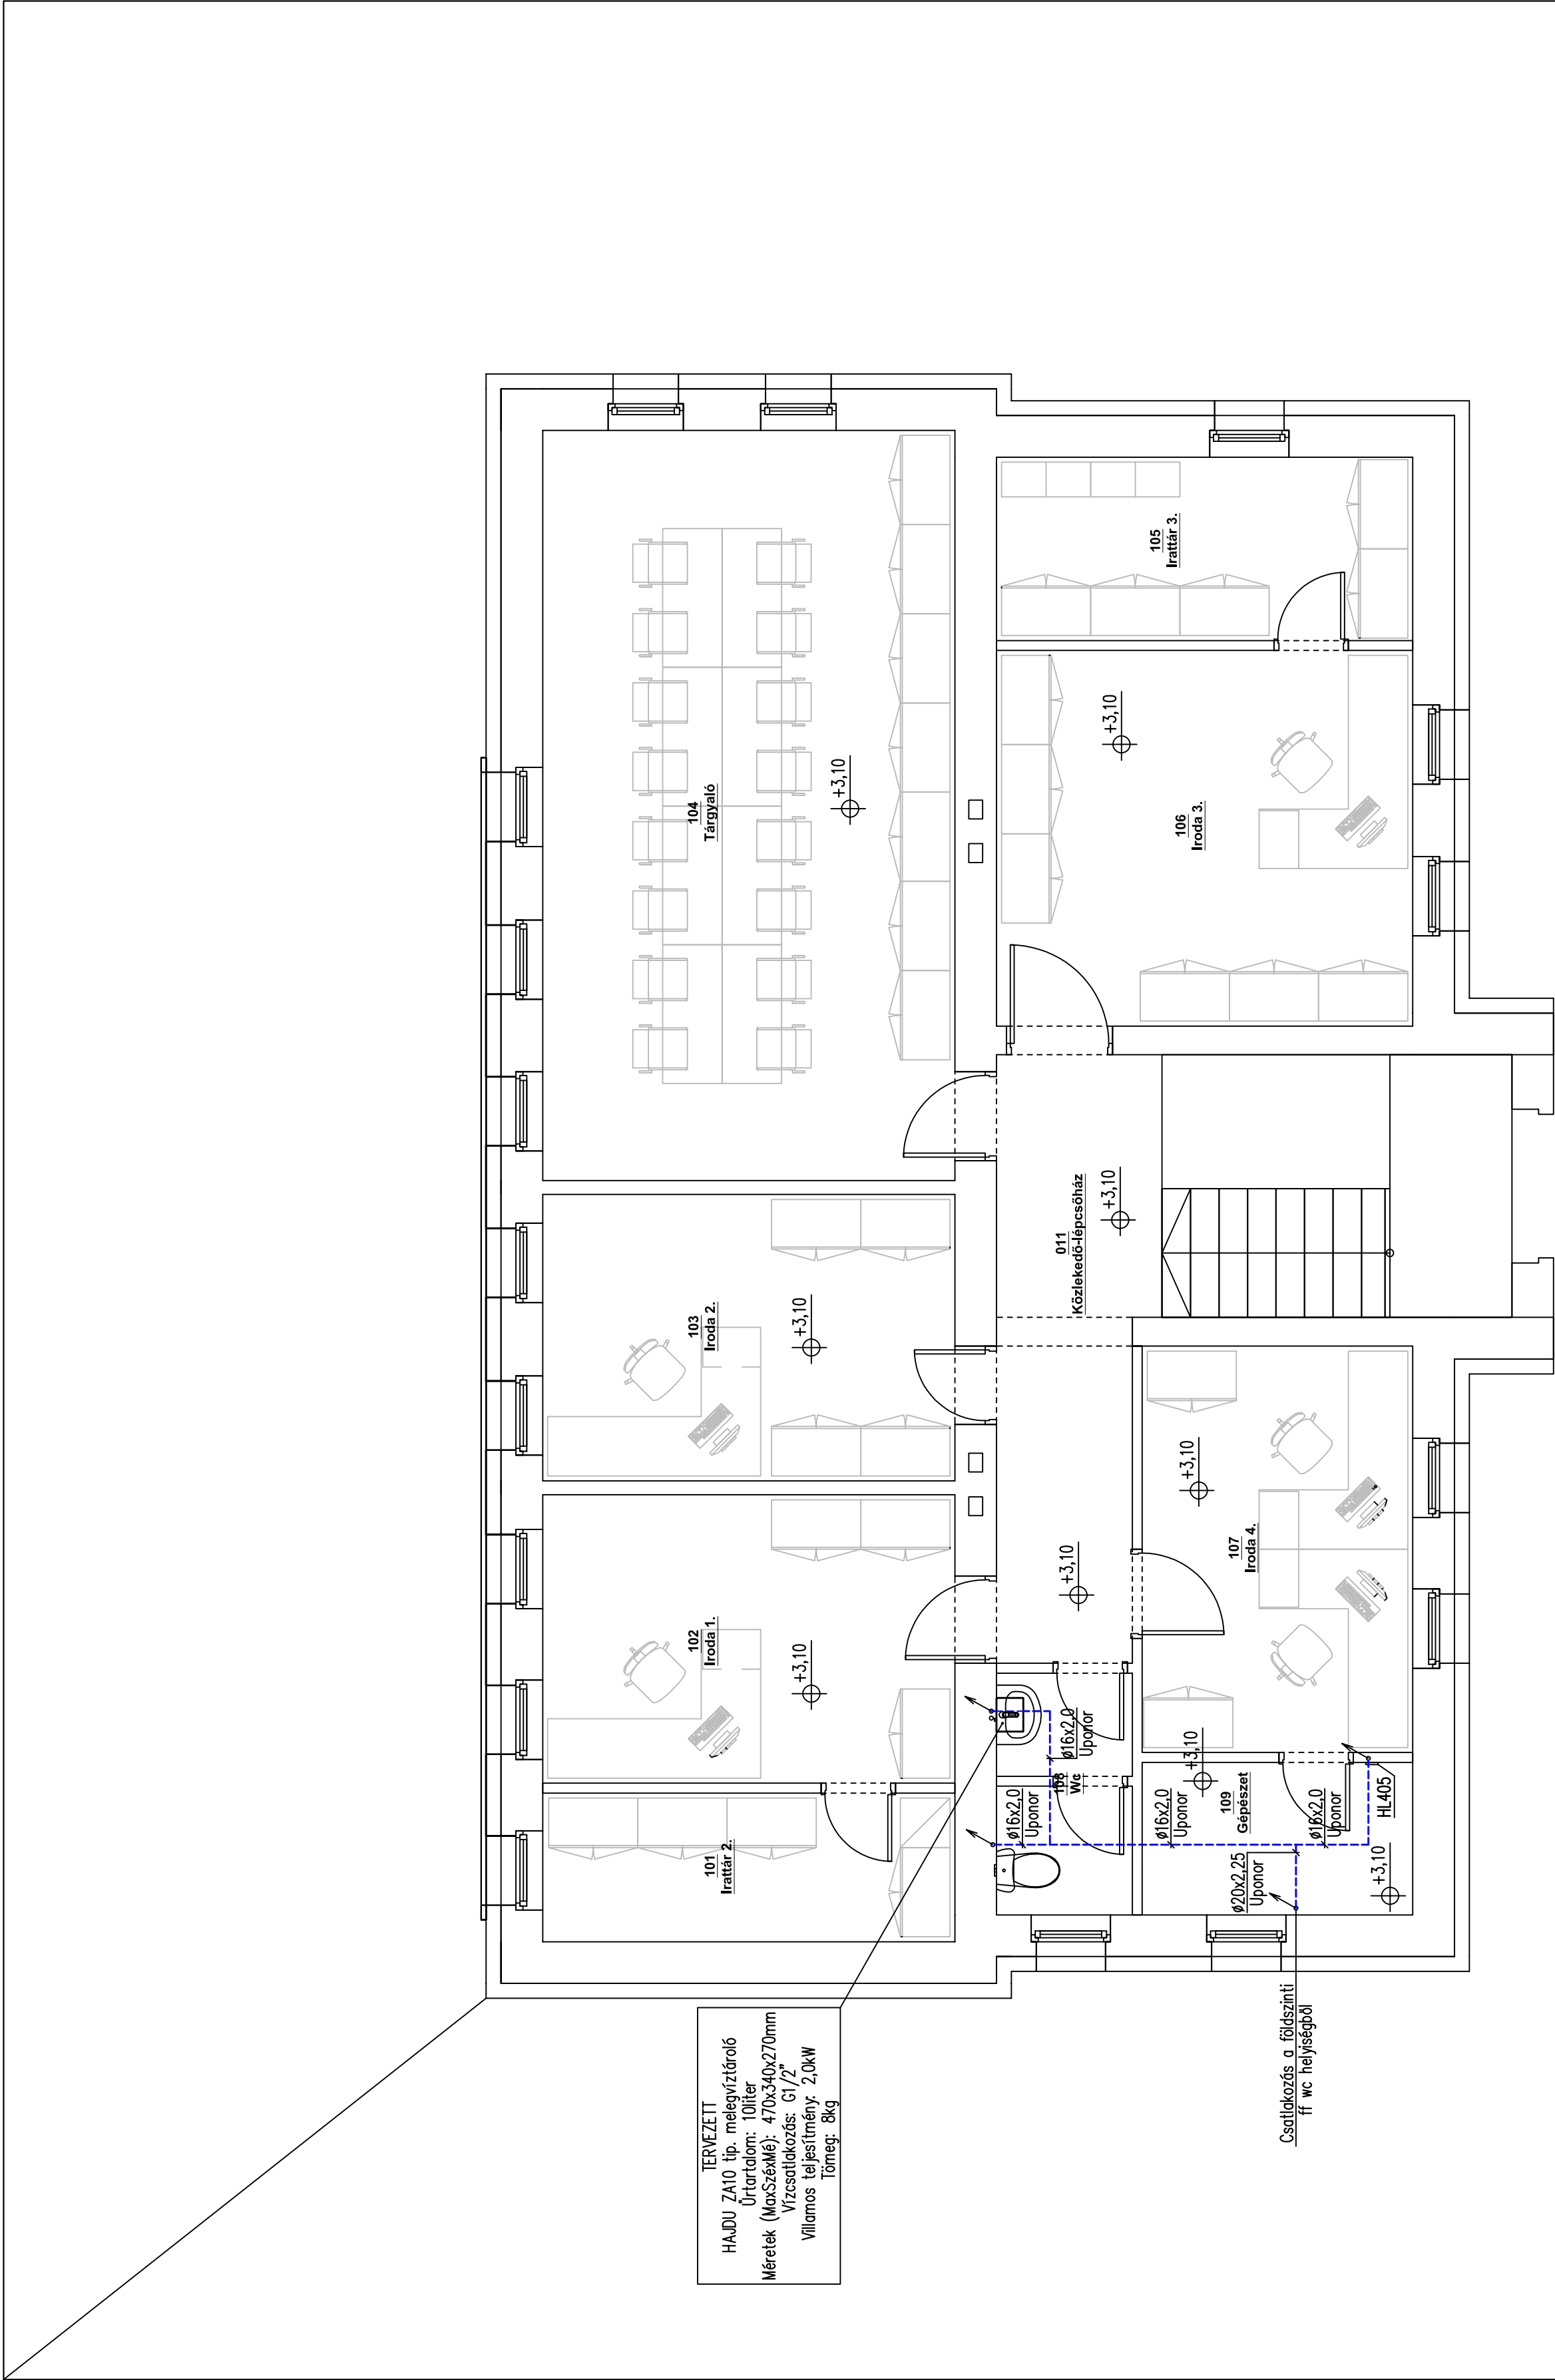 TERVEZETT
HAJDU ZA10 tip. melegvíztároló
Űrtartalom: 10liter
Méretek (MaxSzéxMé): 470x340x270mm
Vízcsatlakozás: G1/2"
Villamos teljesítmény: 2,0kW
Tömeg: 8kg
101
Irattár 2.
102
Iroda 1.
+3,10
103
Iroda 2.
+3,10
104
Tárgyaló
+3,10
ø16x2,0
Uponor
108
Wc
ø16x2,0
Uponor
+3,10
011
Közlekedő-lépcsőház
+3,10
+3,10
105
Irattár 3.
106
Iroda 3.
ø16x2,0
Uponor
+3,10
109
Gépészet
+3,10
107
Iroda 4.
ø20x2,25
Uponor
ø16x2,0
Uponor
HL405
+3,10
Csatlakozás a földszinti
ff wc helyiségből